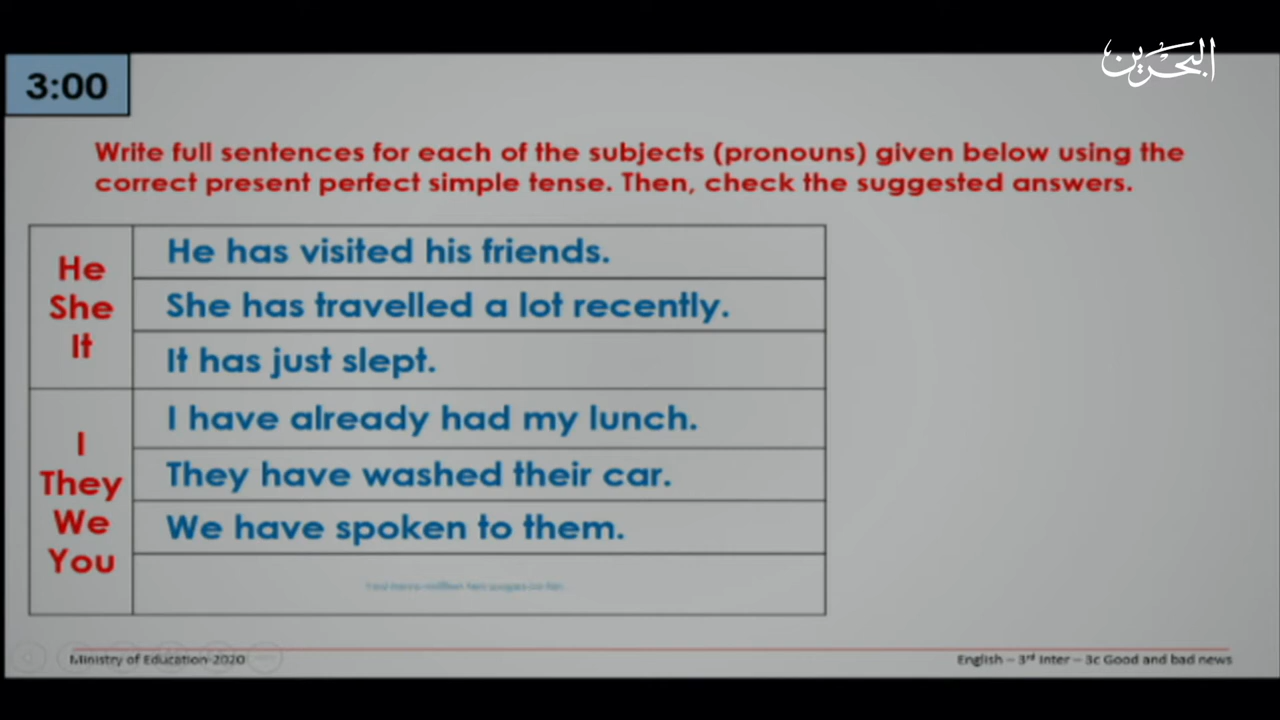 البحرين
3:00
Write full sentences for each of the subjects (pronouns) given below using the
correct present perfect simple tense. Then, check the suggested answers.
He
She
It
He has visited his friends.
She has travelled a lot recently.
It has just slept.
I
They
We
You
I have already had my lunch.
They have washed their car.
We have spoken to them.
Ministry of Education-2020
English – 3rd Inter – 3c Good and bad news